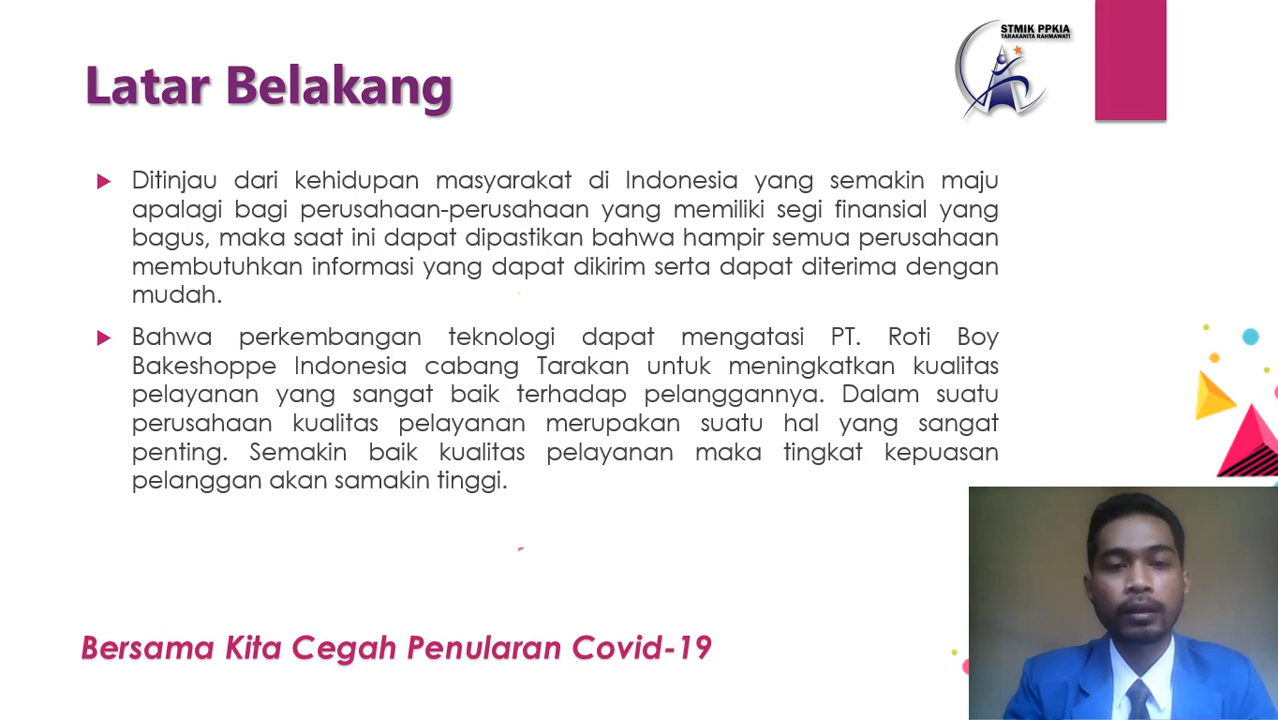 STMIK PPKIA
TARAKANITA RAHMAWATI
Latar Belakang
Ditinjau dari kehidupan masyarakat di Indonesia yang semakin maju
apalagi bagi perusahaan-perusahaan yang memiliki segi finansial yang
bagus, maka saat ini dapat dipastikan bahwa hampir semua perusahaan
membutuhkan informasi yang dapat dikirim serta dapat diterima dengan
mudah.
Bahwa perkembangan teknologi dapat mengatasi PT. Roti Boy
Bakeshoppe Indonesia cabang Tarakan untuk meningkatkan kualitas
pelayanan yang sangat baik terhadap pelanggannya. Dalam suatu
perusahaan kualitas pelayanan merupakan suatu hal yang sangat
penting. Semakin baik kualitas pelayanan maka tingkat kepuasan
pelanggan akan samakin tinggi.
Bersama Kita Cegah Penularan Covid-19